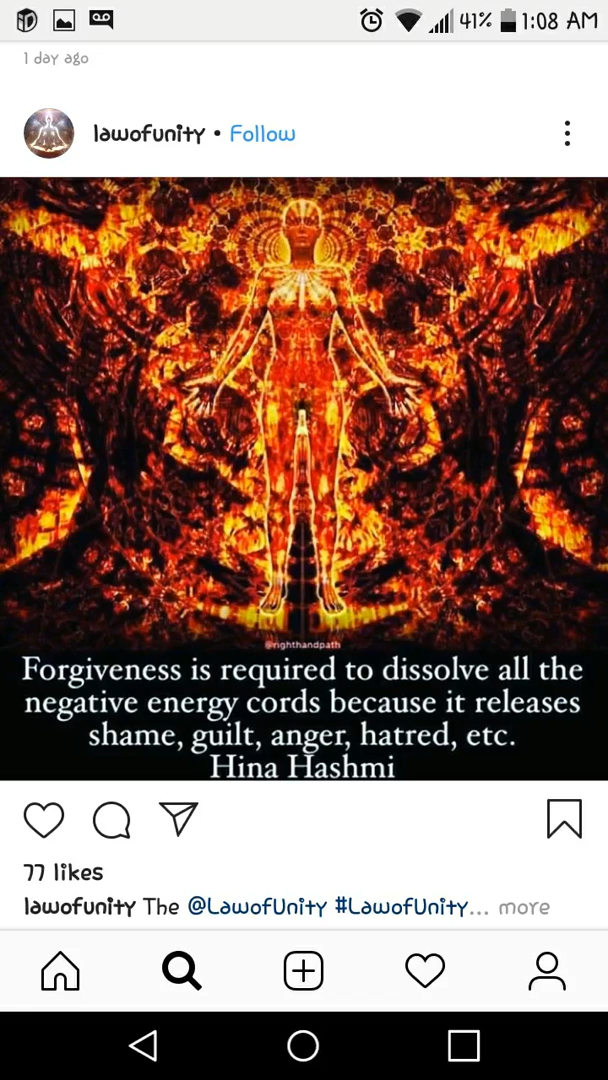 41% 1:08 AM
1 day ago
lawofunity • Follow
@righthandpath
Forgiveness is required to dissolve all the
negative energy cords because it releases
shame, guilt, anger, hatred, etc.
Hina Hashmi
77 likes
lawofunity The @LawofUnity #LawofUnity... more